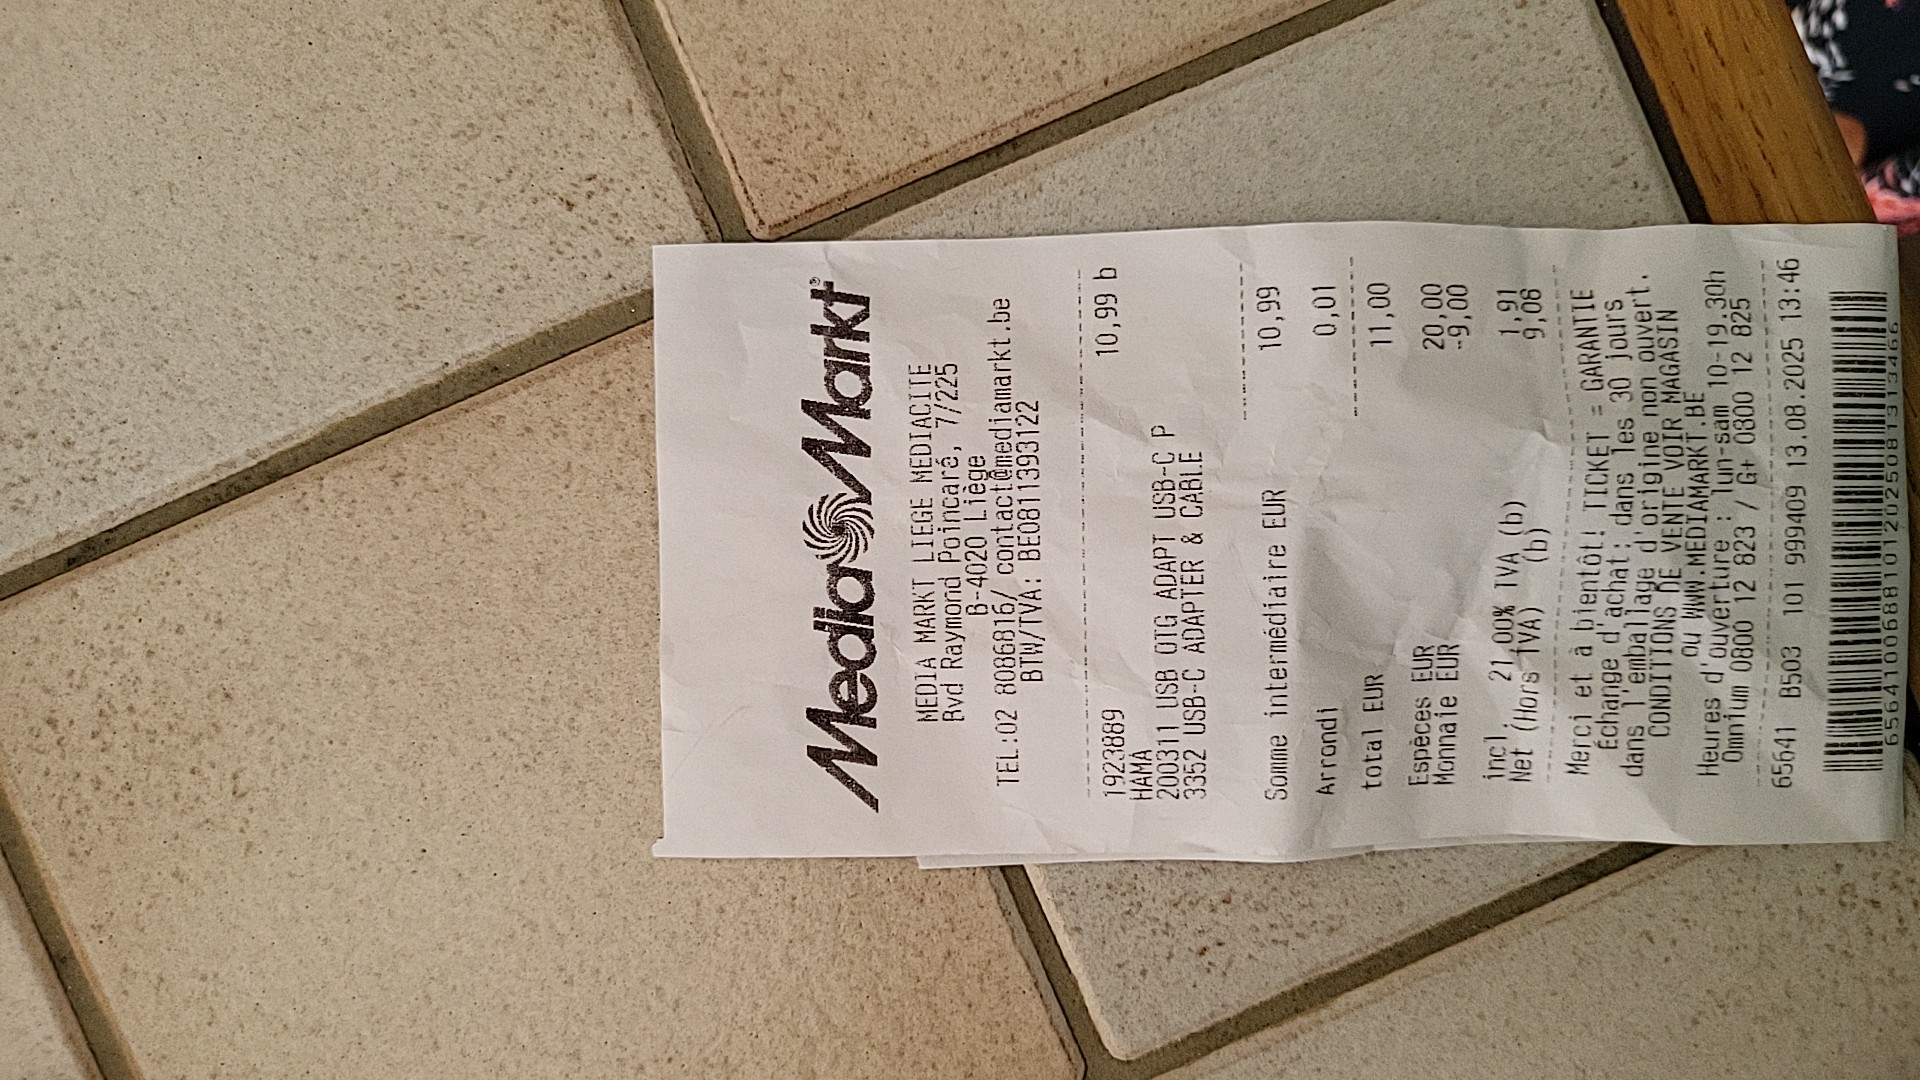 MediaMarkt®
MEDIA MARKT LIEGE MEDIACITE
Bvd Raymond Poincaré, 7/225
B-4020 Liège
TEL.:02 8086816/ contact@mediamarkt.be
BTW/TVA: BE0811393122
1923889 10,99 b
HAMA
200311 USB OTG ADAPT USB-C P
3352 USB-C ADAPTER & CABLE
Somme intermédiaire EUR 10,99
Arrondi 0,01
total EUR 11,00
Espèces EUR 20,00
Monnaie EUR -9,00
incl. 21,00% TVA (b) 1,91
Net (Hors TVA) (b) 9,08
Merci et à bientôt! TICKET = GARANTIE
Échange d'achat: dans les 30 jours
dans l'emballage d'origine non ouvert.
CONDITIONS DE VENTE VOIR MAGASIN
ou WWW.MEDIAMARKT.BE
Heures d'ouverture : lun-sam 10-19.30h
Omnium 0800 12 823 / G+ 0800 12 825
65641 B503 101 999409 13.08.2025 13:46
6564100688101202508131346​6